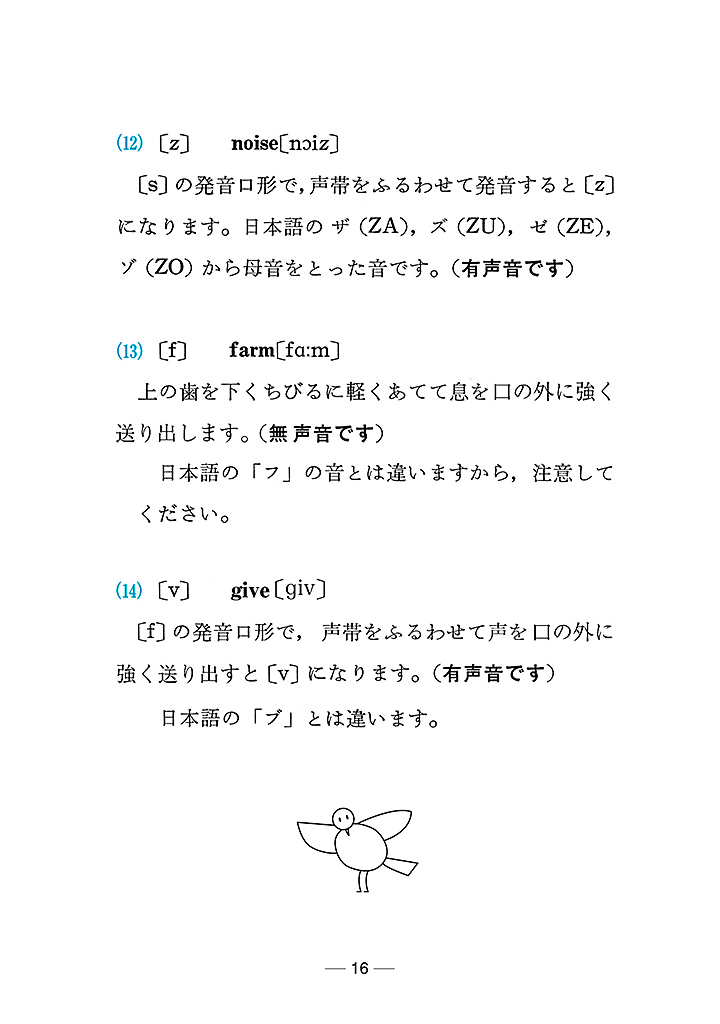 (12) [z] noise[nɔiz]
[s]の発音口形で,声帯をふるわせて発音すると[z]
になります。日本語の ザ(ZA), ズ(ZU), ゼ(ZE),
ゾ(ZO)から母音をとった音です。(有声音です)
(13) [f] farm[fɑ:m]
上の歯を下くちびるに軽くあてて息を口の外に強く
送り出します。(無声音です)
日本語の「フ」の音とは違いますから, 注意して
ください。
(14) [v] give[giv]
[f]の発音口形で, 声帯をふるわせて声を口の外に
強く送り出すと[v]になります。(有声音です)
日本語の「ブ」とは違います。
— 16 —